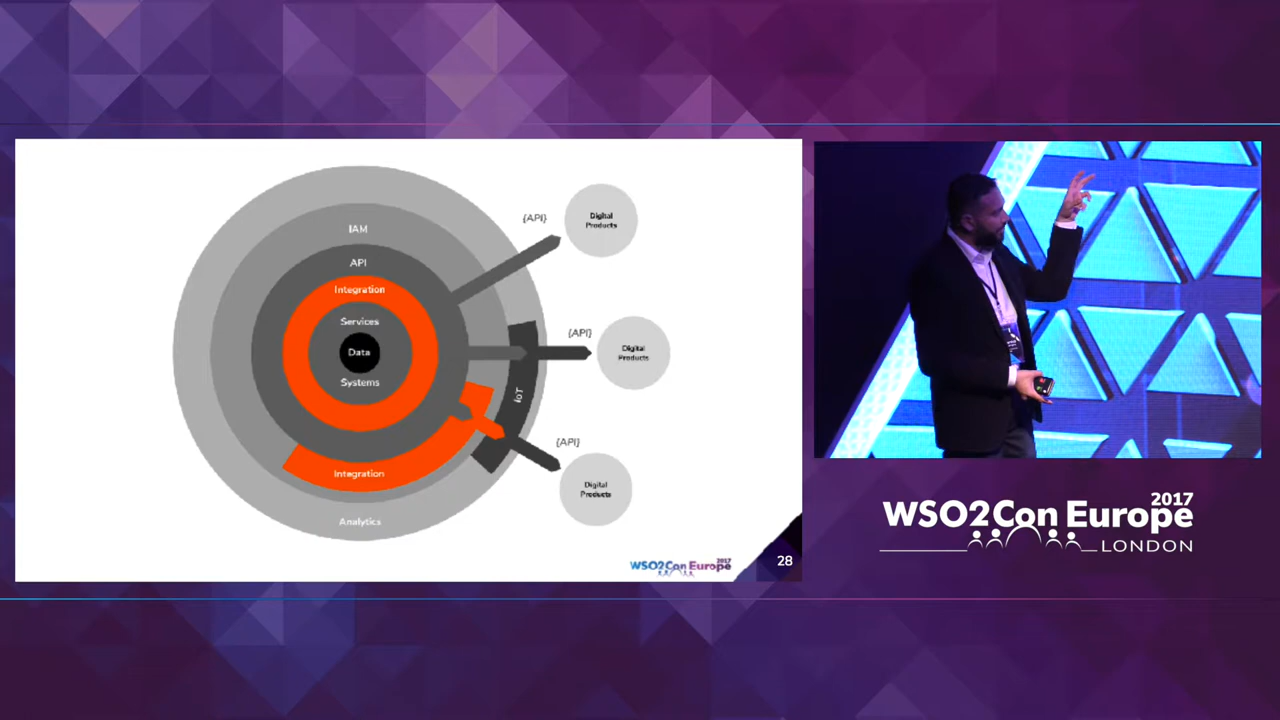 IAM
API
Integration
Services
Data
Systems
IoT
Integration
Analytics
{API}
Digital
Products
{API}
Digital
Products
{API}
Digital
Products
WSO2Con Europe 2017
28
WSO2Con Europe 2017
LONDON